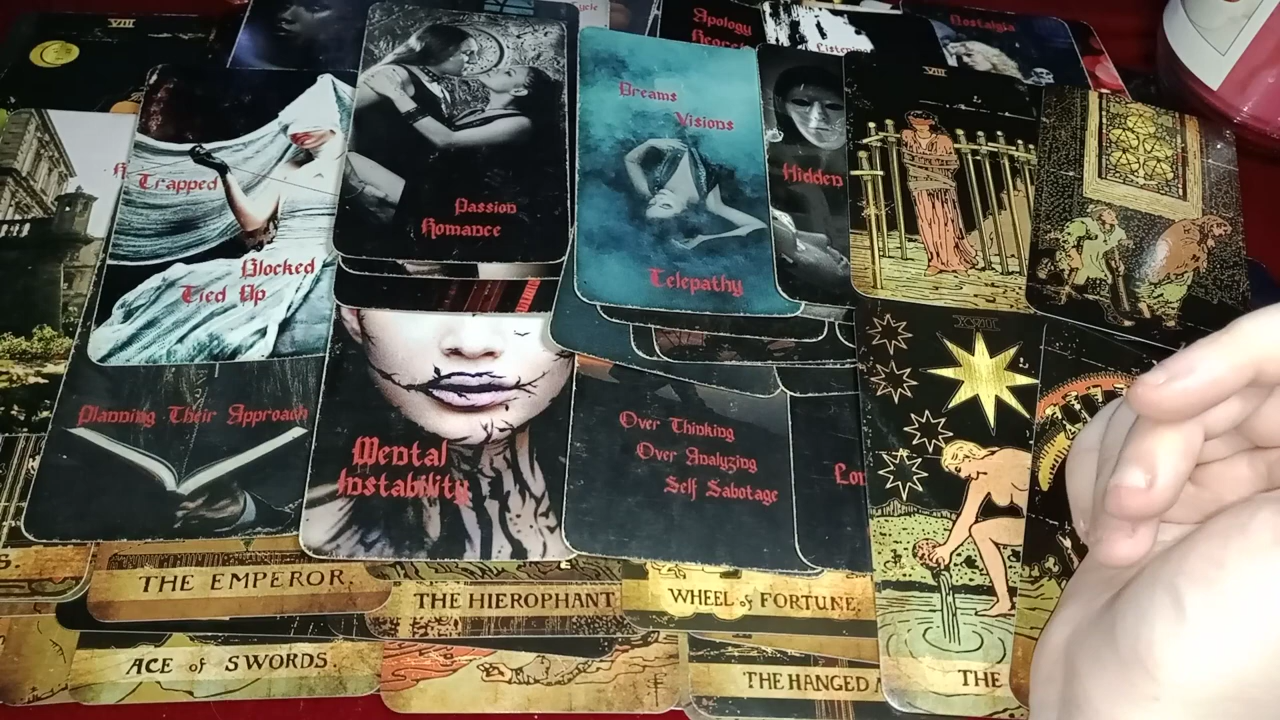 VIII
Cycle
Apology
Regret
Listening
Nostalgia
Trapped
Blocked
Tied Up
Passion
Romance
Dreams
Visions
Telepathy
Hidden
VIII
XVII
Planning Their Approach
Mental
Instability
Over Thinking
Over Analyzing
Self Sabotage
THE EMPEROR.
THE HIEROPHANT
WHEEL of FORTUNE.
ACE of SWORDS.
THE HANGED
THE